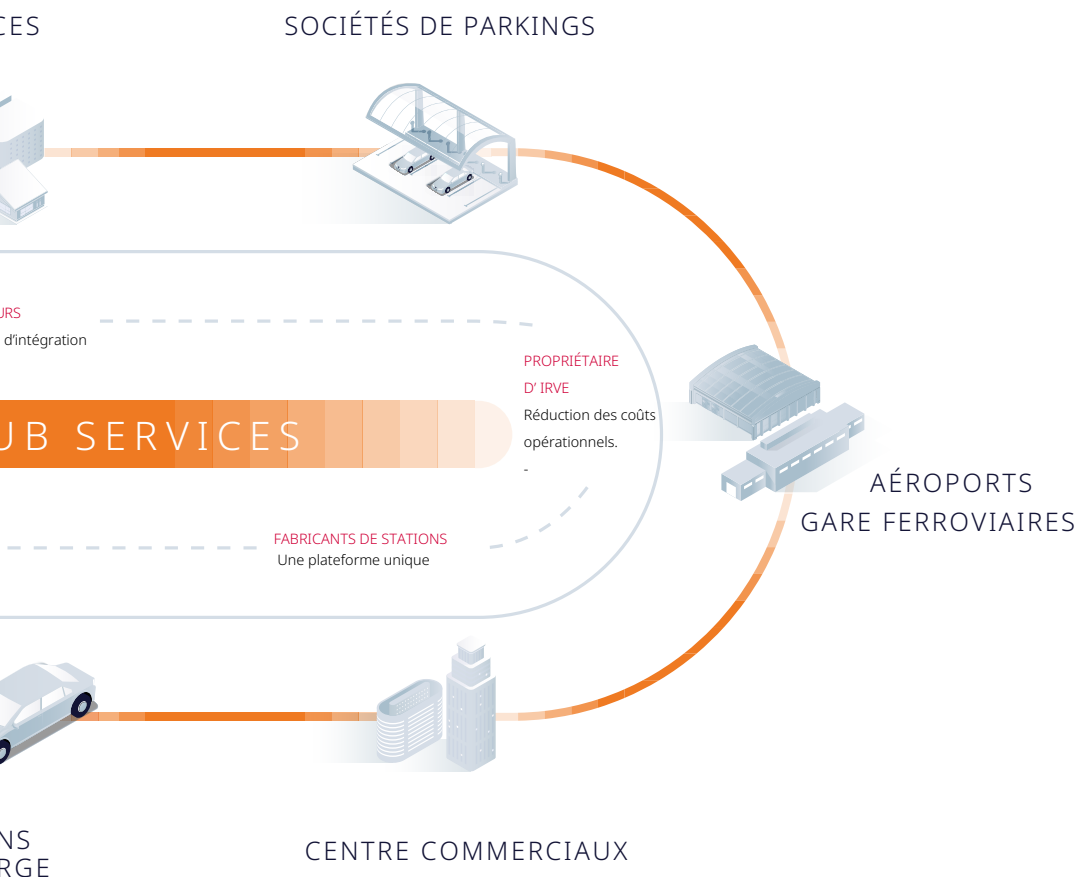 CES
SOCIÉTÉS DE PARKINGS
URS
d’intégration
PROPRIÉTAIRE
D’ IRVE
Réduction des coûts
opérationnels.
-
UB SERVICES
AÉROPORTS
GARE FERROVIAIRES
FABRICANTS DE STATIONS
Une plateforme unique
NS
RGE
CENTRE COMMERCIAUX